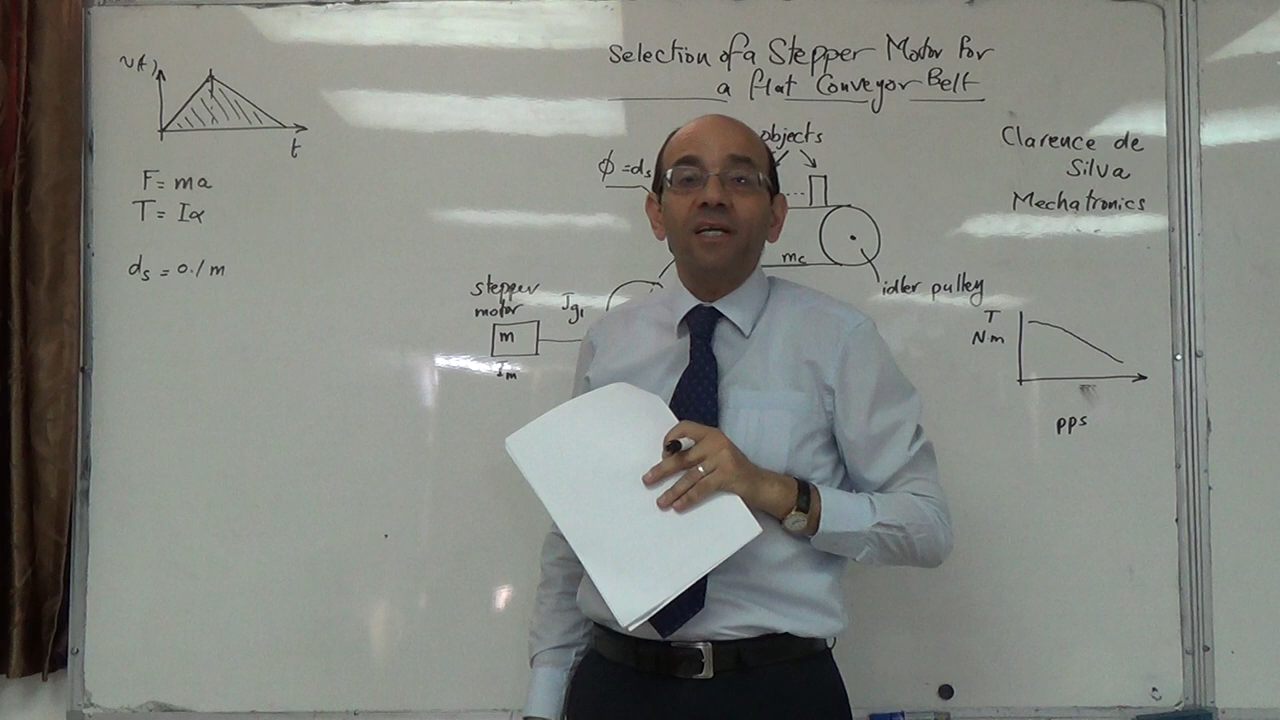 v(t)
t
F = ma
T = Iα
ds = 0.1 m
Selection of a Stepper Motor for
a flat Conveyor Belt
objects
ϕ = ds
...
mc
idler pulley
stepper
motor
Jg1
m
Jm
Clarence de
Silva
Mechatronics
T
Nm
pps